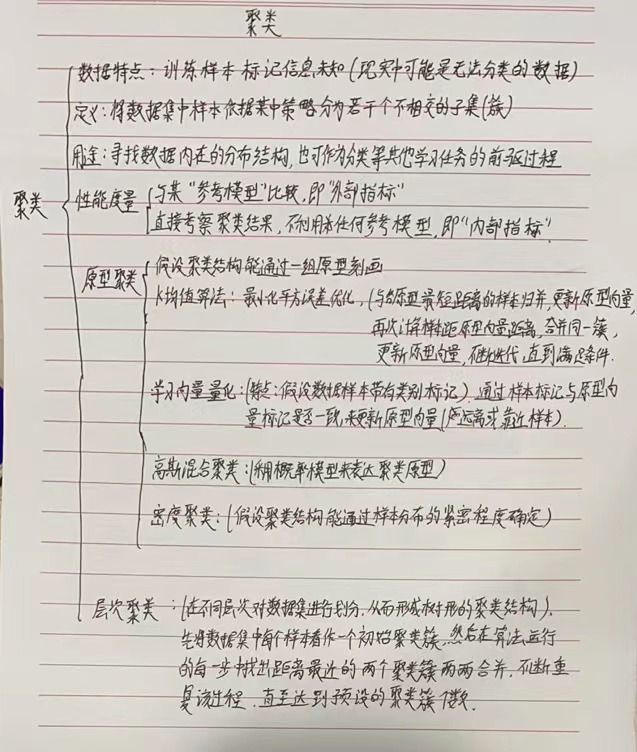 聚类
数据特点：训练样本标记信息未知(现实中可能是无法分类的数据)
定义：将数据集中样本依据某中策略分为若干个不相交的子集(簇)
用途：寻找数据内在的分布结构，也可作为分类等其他学习任务的前驱过程
聚类
性能度量
与某“参考模型”比较，即“外部指标”
直接考察聚类结果，不利用任何参考模型，即“内部指标”
原型聚类
假设聚类结构能通过一组原型刻画
K均值算法：最小化平方误差优化，(与各原型最短距离的样本归并，更新原型向量，
再次计算样本距原型向量距离，合并同一簇，
更新原型向量，不断迭代，直到满足条件.
学习向量量化：(特点：假设数据样本带有类别标记)，通过样本标记与原型向
量标记是否一致，来更新原型向量(远离或靠近样本).
高斯混合聚类：(利用概率模型来表达聚类原型)
密度聚类：(假设聚类结构能通过样本分布的紧密程度确定)
层次聚类：(在不同层次对数据集进行划分，从而形成树形的聚类结构)，
先将数据集中每个样本看作一个初始聚类簇，然后在算法运行
的每一步中找出距离最近的两个聚类簇两两合并，不断重
复该过程，直至达到预设的聚类簇个数.